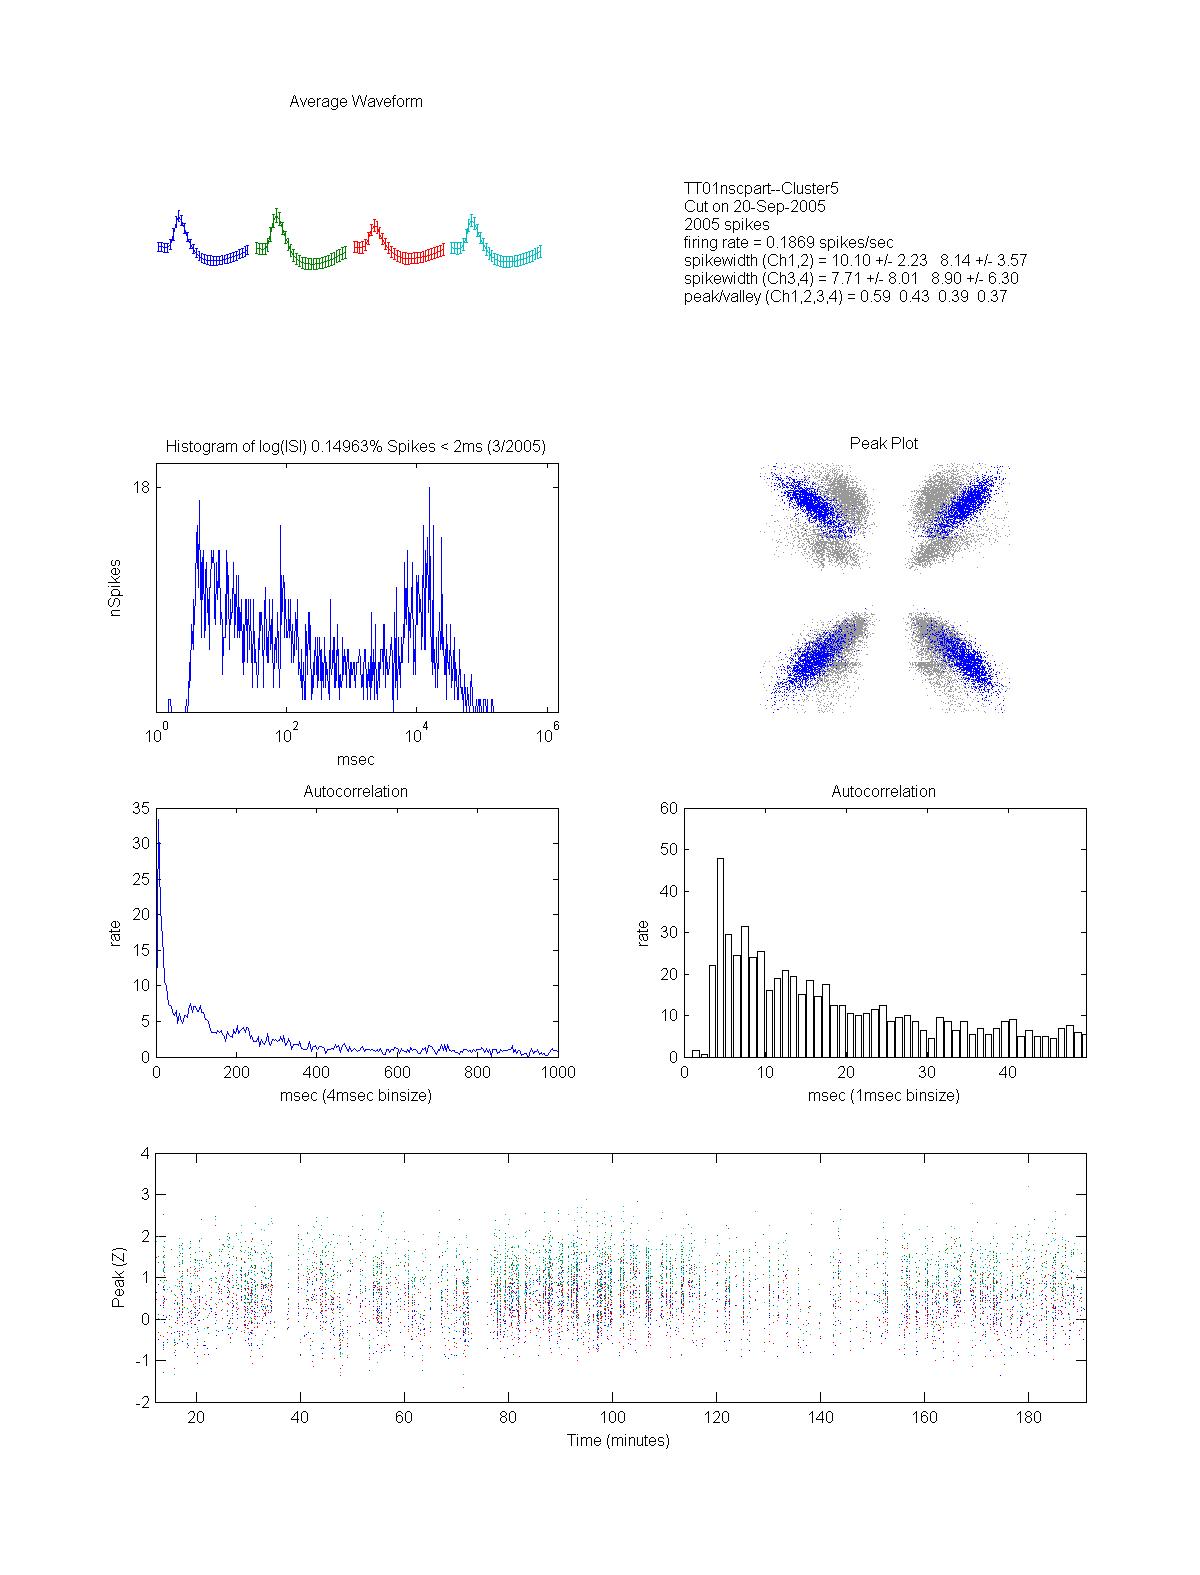 Average Waveform
TT01nscpart--Cluster5
Cut on 20-Sep-2005
2005 spikes
firing rate = 0.1869 spikes/sec
spikewidth (Ch1,2) = 10.10 +/- 2.23 8.14 +/- 3.57
spikewidth (Ch3,4) = 7.71 +/- 8.01 8.90 +/- 6.30
peak/valley (Ch1,2,3,4) = 0.59 0.43 0.39 0.37
Histogram of log(ISI) 0.14963% Spikes < 2ms (3/2005)
18
nSpikes
10^0 10^2 10^4 10^6
msec
Peak Plot
Autocorrelation
35
30
25
20
15
10
5
0
rate
0 200 400 600 800 1000
msec (4msec binsize)
Autocorrelation
60
50
40
30
20
10
0
rate
0 10 20 30 40
msec (1msec binsize)
4
3
2
1
0
-1
-2
Peak (Z)
20 40 60 80 100 120 140 160 180
Time (minutes)